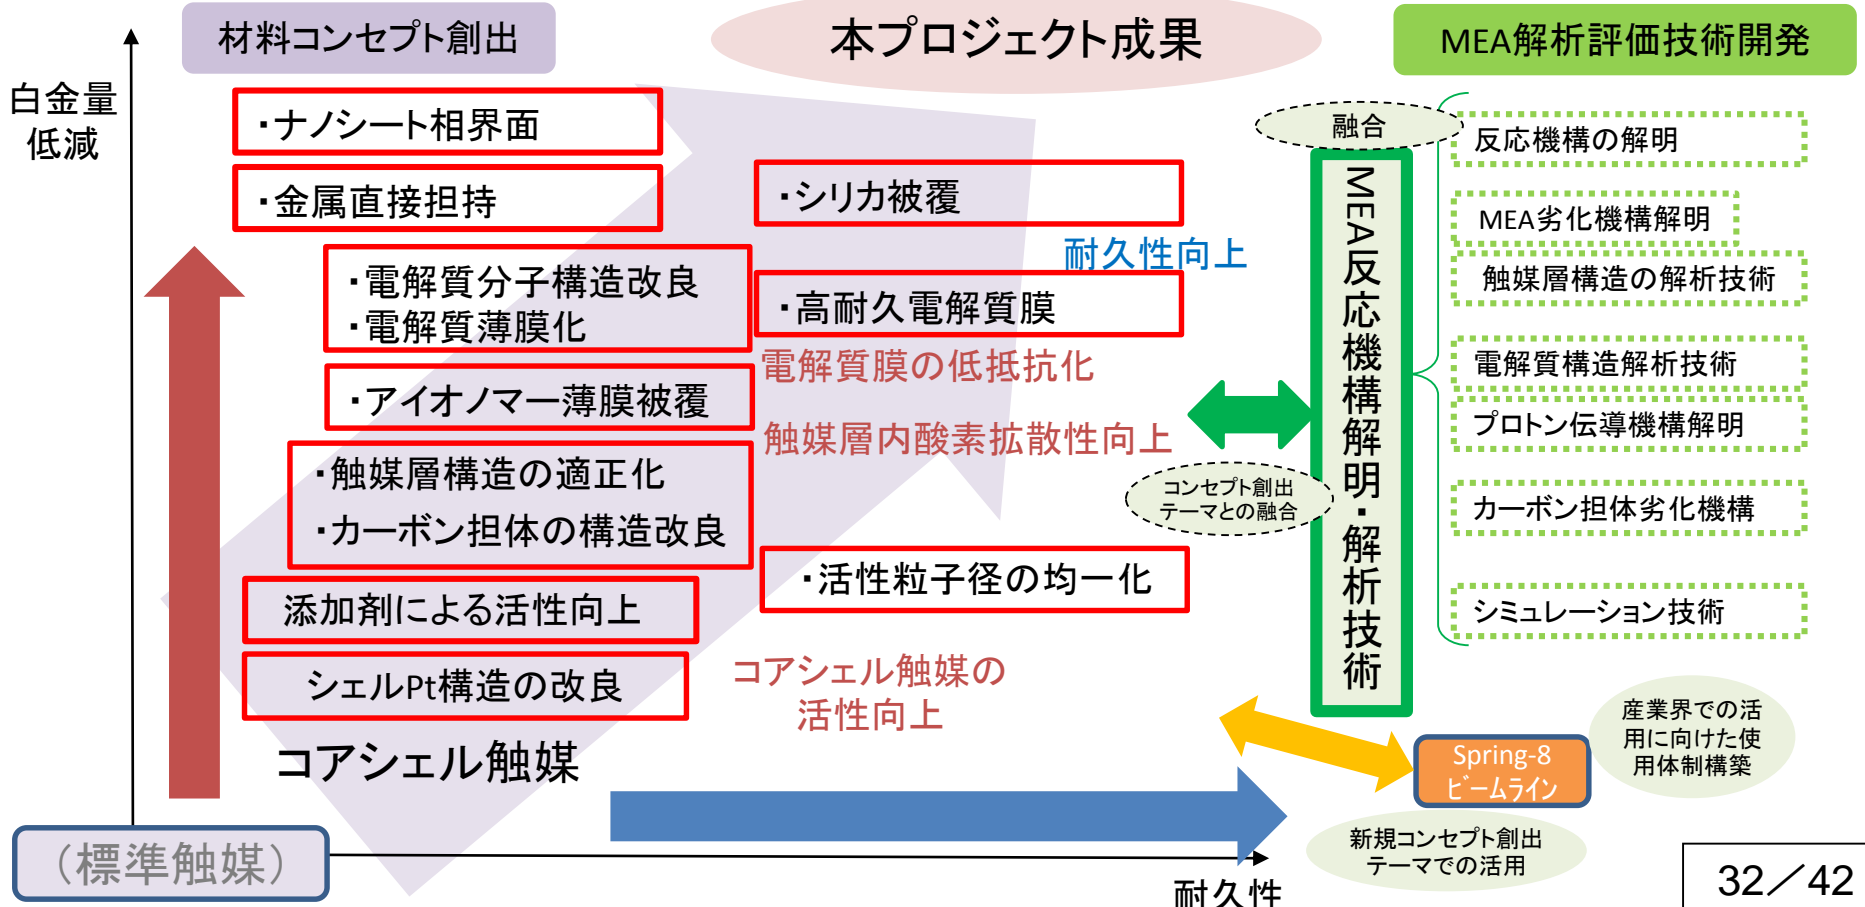 材料コンセプト創出
本プロジェクト成果
MEA解析評価技術開発
白金量
低減
・ナノシート相界面
・金属直接担持
・電解質分子構造改良
・電解質薄膜化
・アイオノマー薄膜被覆
・触媒層構造の適正化
・カーボン担体の構造改良
添加剤による活性向上
シェルPt構造の改良
コアシェル触媒
(標準触媒)
・シリカ被覆
耐久性向上
・高耐久電解質膜
電解質膜の低抵抗化
触媒層内酸素拡散性向上
・活性粒子径の均一化
コアシェル触媒の
活性向上
耐久性
融合
MEA反応機構解明・解析技術
コンセプト創出
テーマとの融合
反応機構の解明
MEA劣化機構解明
触媒層構造の解析技術
電解質構造解析技術
プロトン伝導機構解明
カーボン担体劣化機構
シミュレーション技術
Spring-8
ビームライン
産業界での活
用に向けた使
用体制構築
新規コンセプト創出
テーマでの活用
32／42